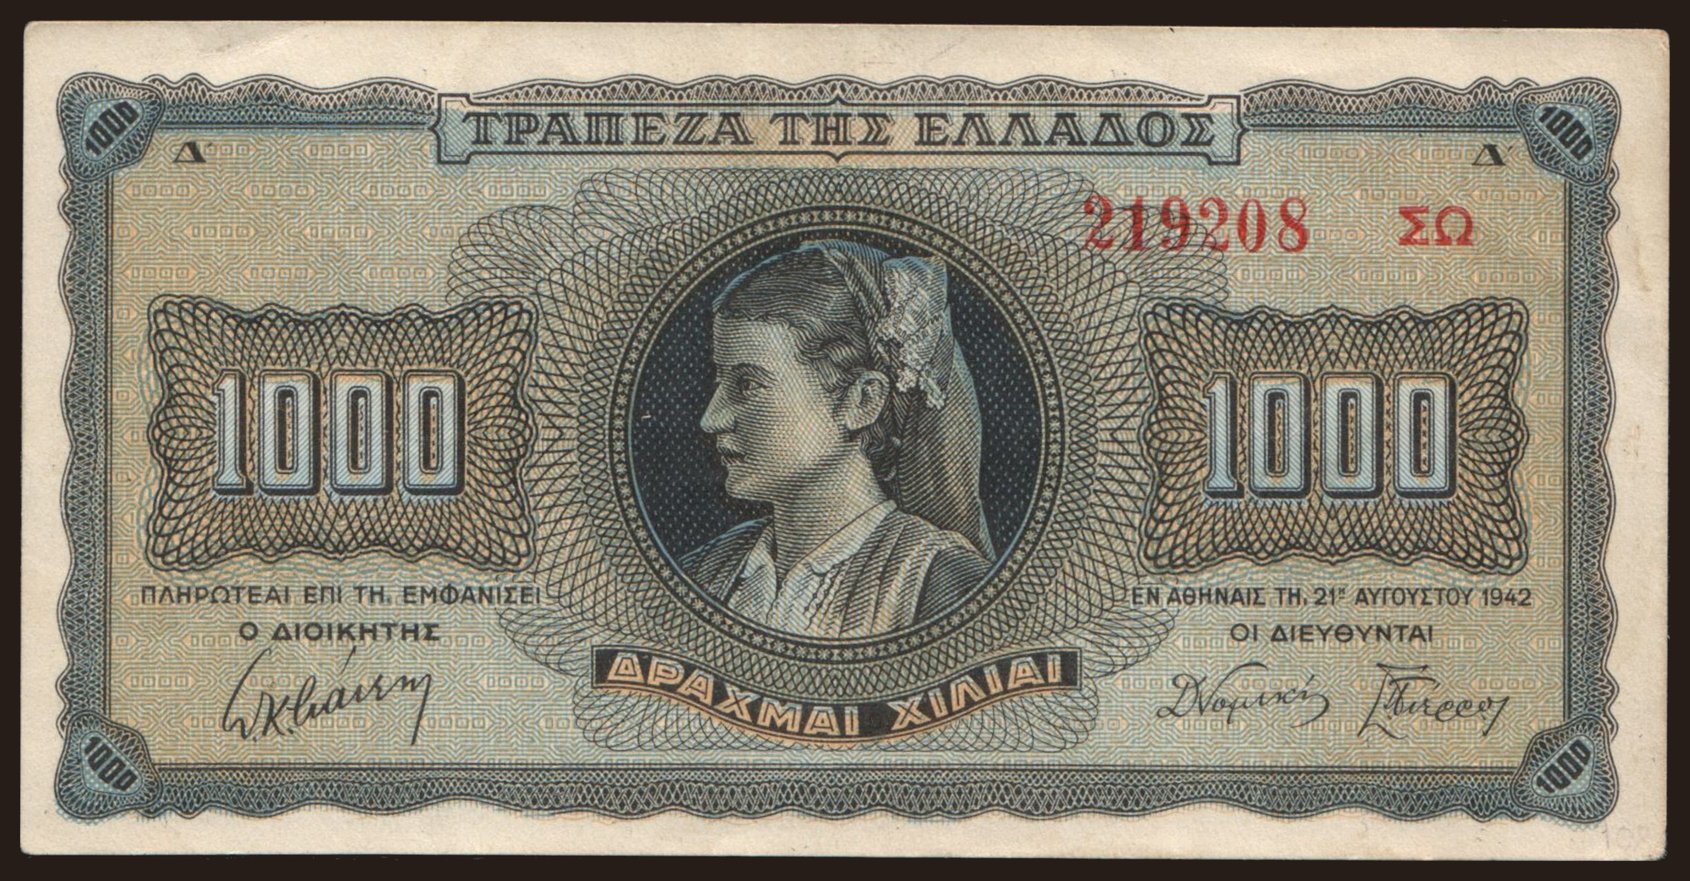 1000 1000
ΤΡΑΠΕΖΑ ΤΗΣ ΕΛΛΑΔΟΣ
Δ' Δ'
219208 ΣΩ
1000 1000
ΠΛΗΡΩΤΕΑΙ ΕΠΙ ΤΗ, ΕΜΦΑΝΙΣΕΙ
Ο ΔΙΟΙΚΗΤΗΣ
ΕΝ ΑΘΗΝΑΙΣ ΤΗ, 21ῃ ΑΥΓΟΥΣΤΟΥ 1942
ΟΙ ΔΙΕΥΘΥΝΤΑΙ
ΔΡΑΧΜΑΙ ΧΙΛΙΑΙ
1000 1000